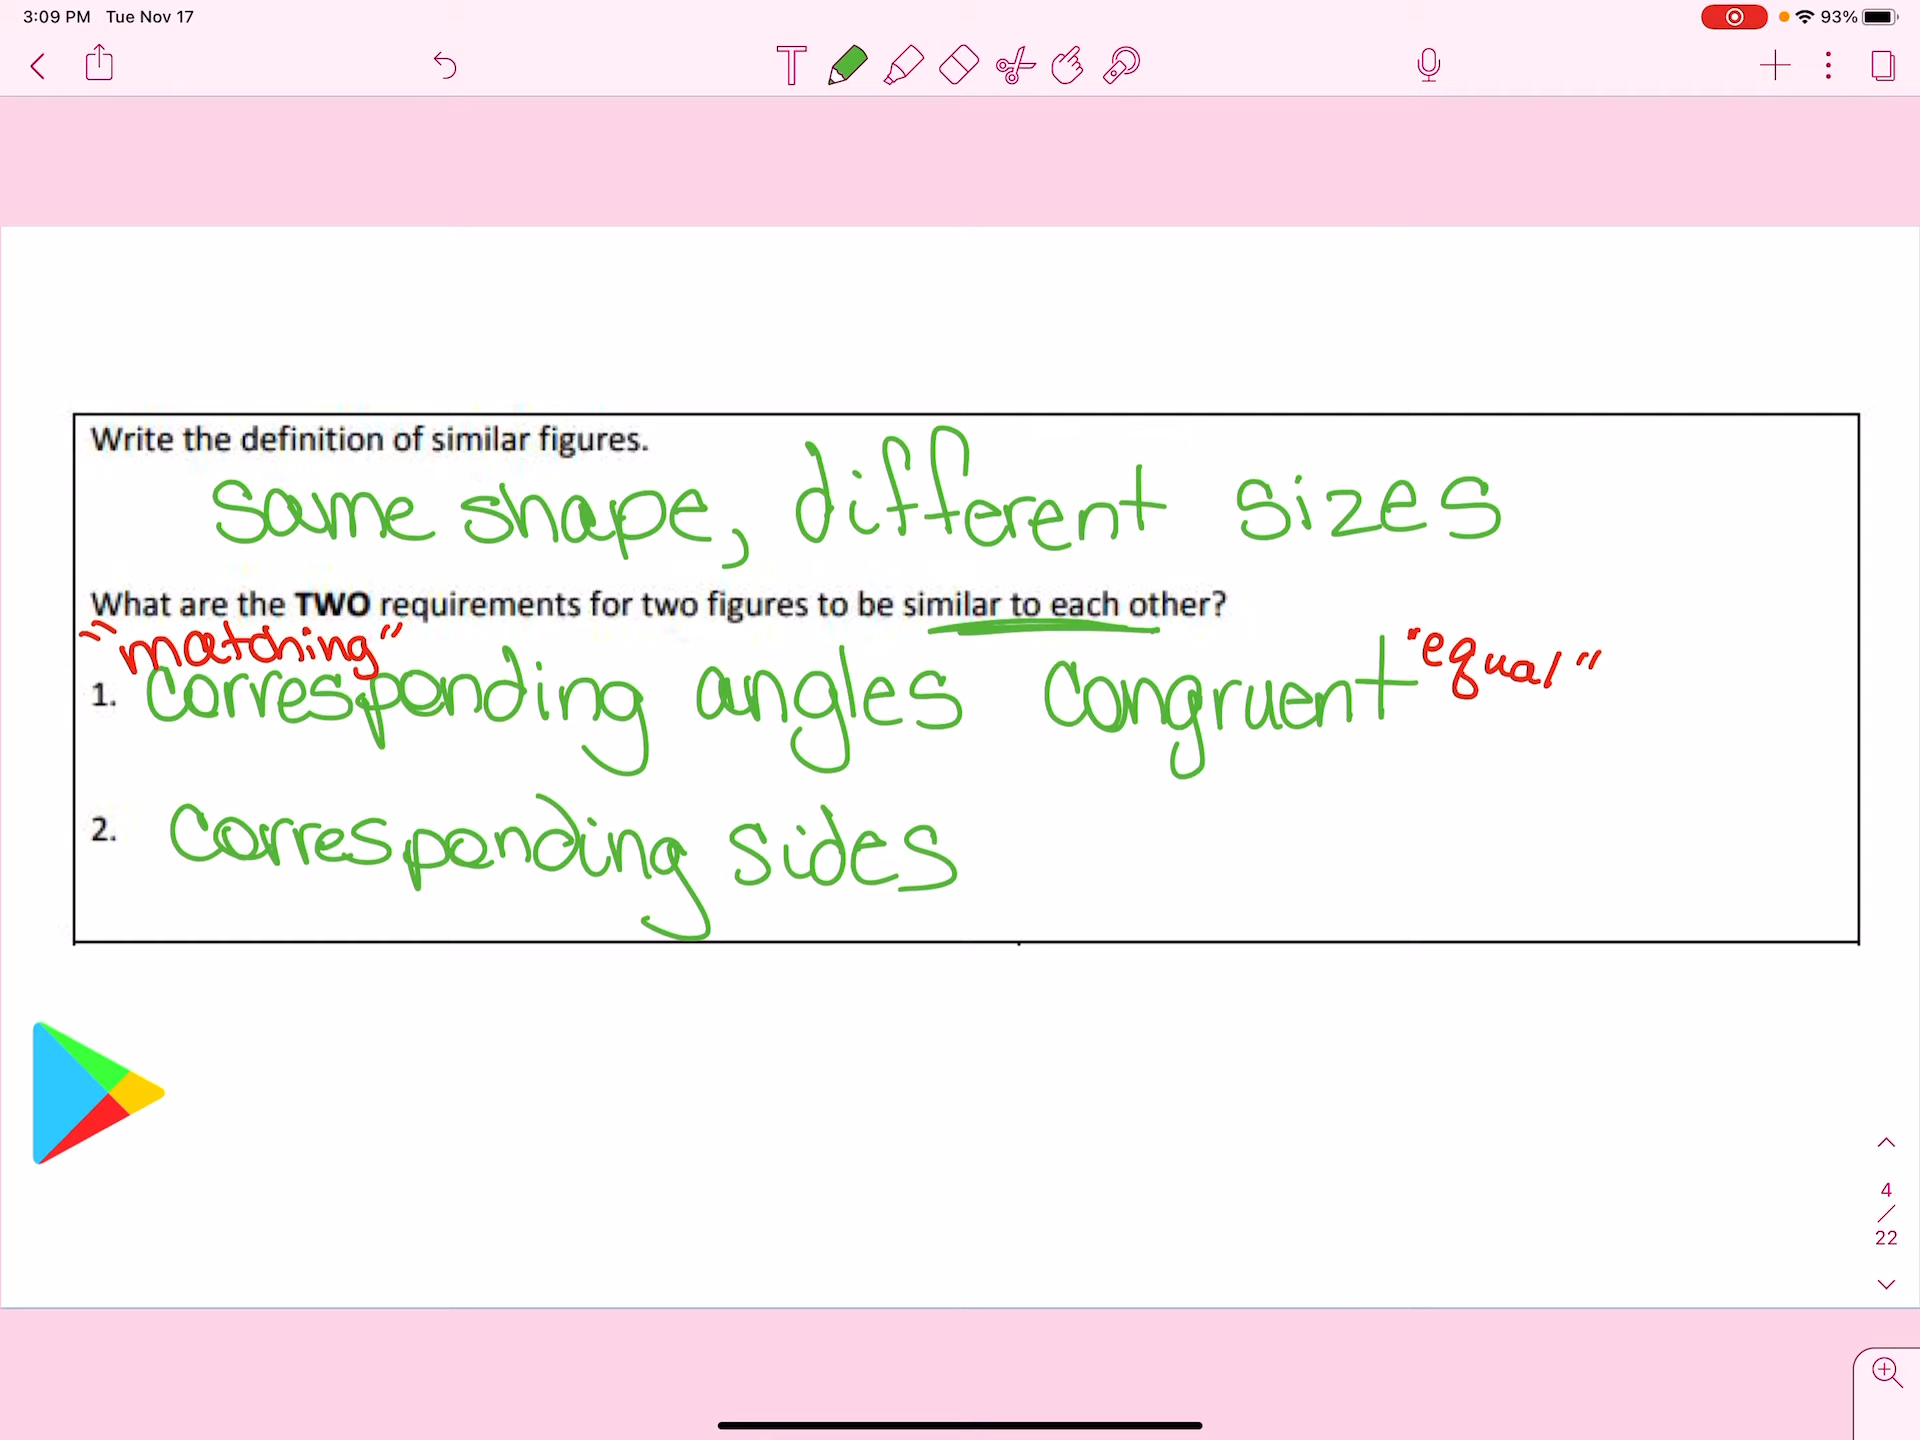 3:09 PM Tue Nov 17
93%
T
Write the definition of similar figures.
same shape, different sizes
What are the TWO requirements for two figures to be similar to each other?
"matching" "equal"
1. corresponding angles congruent
2. corresponding sides
4
/
22